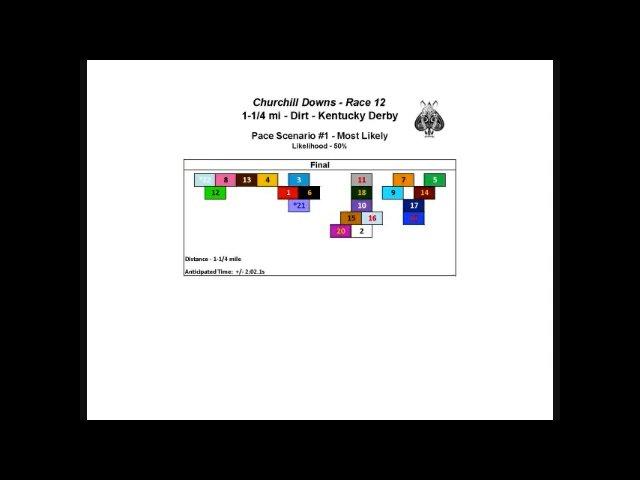 Churchill Downs - Race 12
1-1/4 mi - Dirt - Kentucky Derby
Pace Scenario #1 - Most Likely
Likelihood - 50%
Final
8 13 4 3 11 7 5
12 1 6 18 9 14
*21 10 17
15 16
20 2
Distance - 1-1/4 mile
Anticipated Time: +/- 2:02.1s